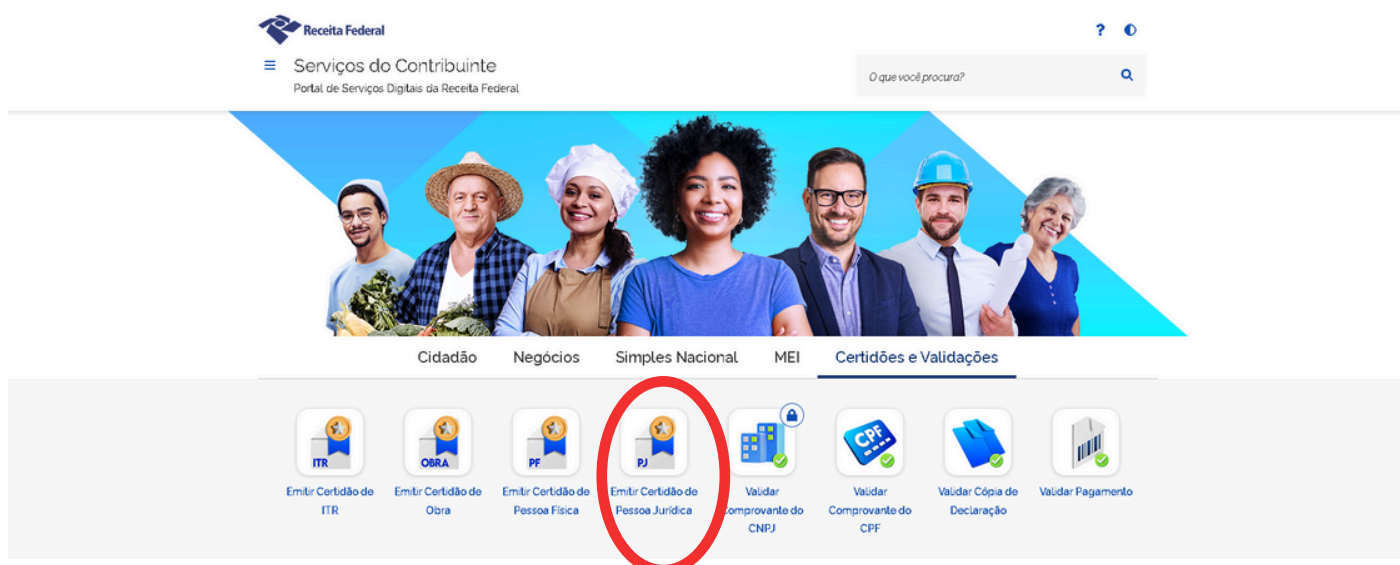 Receita Federal
?
Serviços do Contribuinte
Portal de Serviços Digitais da Receita Federal
O que você procura?
Cidadão Negócios Simples Nacional MEI Certidões e Validações
ITR
Emitir Certidão de
ITR
OBRA
Emitir Certidão de
Obra
PF
Emitir Certidão de
Pessoa Física
PJ
Emitir Certidão de
Pessoa Jurídica
Validar
Comprovante do
CNPJ
CPF
Validar
Comprovante do
CPF
Validar Cópia de
Declaração
Validar Pagamento